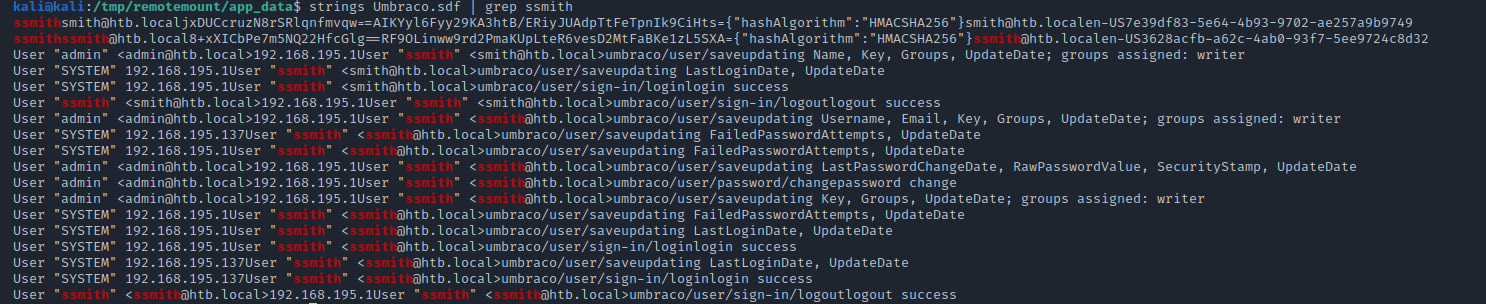 kali@kali:/tmp/remotemount/app_data$ strings Umbraco.sdf | grep ssmith
ssmithsmith@htb.localjxDUCcruzN8rSRlqnfmvqw==AIKYyl6Fyy29KA3htB/ERiyJUAdpTtFeTpnIk9CiHts={"hashAlgorithm":"HMACSHA256"}smith@htb.localen-US7e39df83-5e64-4b93-9702-ae257a9b9749
ssmithssmith@htb.local8+xXICbPe7m5NQ22HfcGlg==RF9OLinww9rd2PmaKUpLteR6vesD2MtFaBKe1zL5SXA={"hashAlgorithm":"HMACSHA256"}ssmith@htb.localen-US3628acfb-a62c-4ab0-93f7-5ee9724c8d32
User "admin" <admin@htb.local>192.168.195.1User "ssmith" <smith@htb.local>umbraco/user/saveupdating Name, Key, Groups, UpdateDate; groups assigned: writer
User "SYSTEM" 192.168.195.1User "ssmith" <smith@htb.local>umbraco/user/saveupdating LastLoginDate, UpdateDate
User "SYSTEM" 192.168.195.1User "ssmith" <smith@htb.local>umbraco/user/sign-in/loginlogin success
User "ssmith" <smith@htb.local>192.168.195.1User "ssmith" <smith@htb.local>umbraco/user/sign-in/logoutlogout success
User "admin" <admin@htb.local>192.168.195.1User "ssmith" <ssmith@htb.local>umbraco/user/saveupdating Username, Email, Key, Groups, UpdateDate; groups assigned: writer
User "SYSTEM" 192.168.195.137User "ssmith" <ssmith@htb.local>umbraco/user/saveupdating FailedPasswordAttempts, UpdateDate
User "SYSTEM" 192.168.195.1User "ssmith" <ssmith@htb.local>umbraco/user/saveupdating FailedPasswordAttempts, UpdateDate
User "admin" <admin@htb.local>192.168.195.1User "ssmith" <ssmith@htb.local>umbraco/user/saveupdating LastPasswordChangeDate, RawPasswordValue, SecurityStamp, UpdateDate
User "admin" <admin@htb.local>192.168.195.1User "ssmith" <ssmith@htb.local>umbraco/user/password/changepassword change
User "admin" <admin@htb.local>192.168.195.1User "ssmith" <ssmith@htb.local>umbraco/user/saveupdating Key, Groups, UpdateDate; groups assigned: writer
User "SYSTEM" 192.168.195.1User "ssmith" <ssmith@htb.local>umbraco/user/saveupdating FailedPasswordAttempts, UpdateDate
User "SYSTEM" 192.168.195.1User "ssmith" <ssmith@htb.local>umbraco/user/saveupdating LastLoginDate, UpdateDate
User "SYSTEM" 192.168.195.1User "ssmith" <ssmith@htb.local>umbraco/user/sign-in/loginlogin success
User "SYSTEM" 192.168.195.137User "ssmith" <ssmith@htb.local>umbraco/user/saveupdating LastLoginDate, UpdateDate
User "SYSTEM" 192.168.195.137User "ssmith" <ssmith@htb.local>umbraco/user/sign-in/loginlogin success
User "ssmith" <ssmith@htb.local>192.168.195.1User "ssmith" <ssmith@htb.local>umbraco/user/sign-in/logoutlogout success